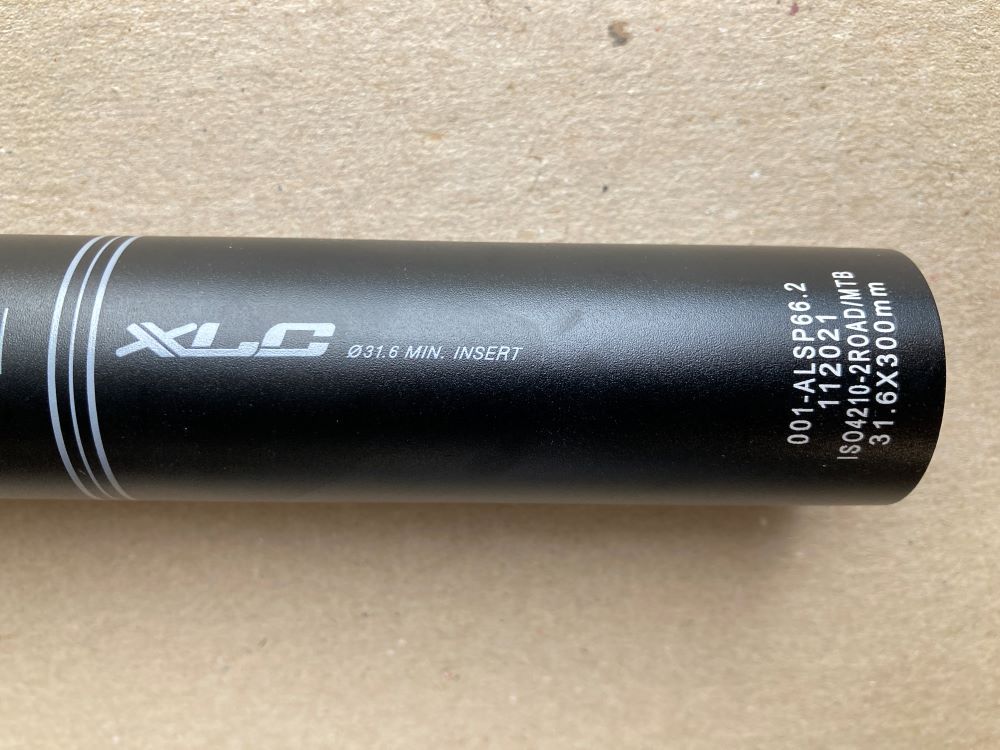 XLC
Ø31.6 MIN. INSERT
001-ALSP66.2
112021
ISO4210-2ROAD/MTB
31.6X300mm